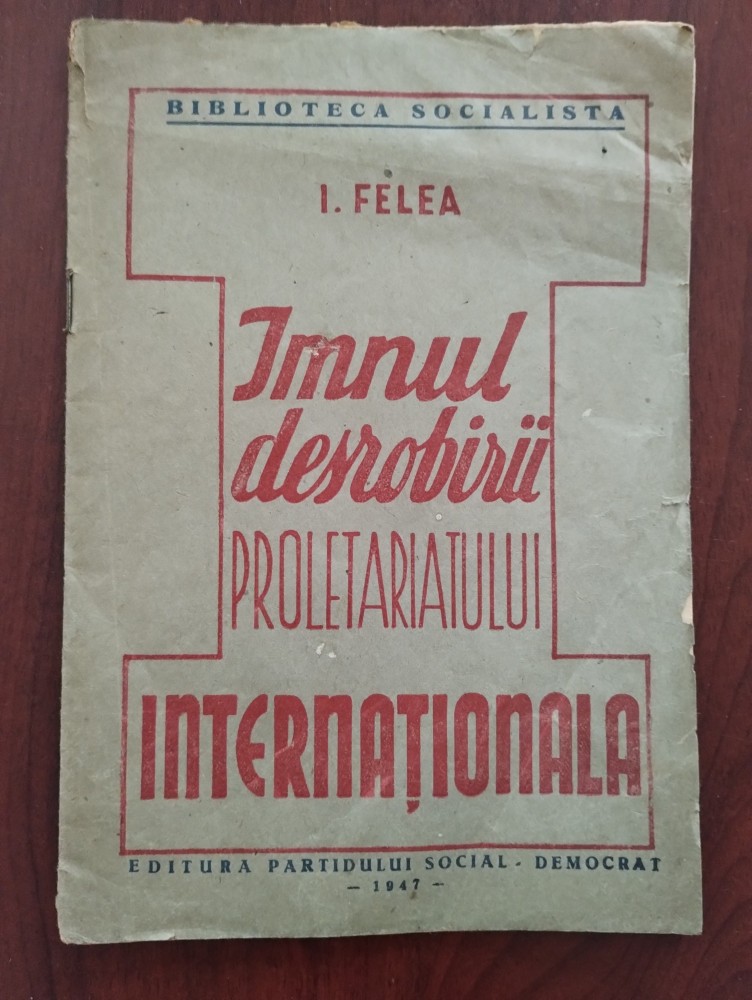 BIBLIOTECA SOCIALISTA
I. FELEA
Imnul
desrobirii
PROLETARIATULUI
INTERNAȚIONALA
EDITURA PARTIDULUI SOCIAL - DEMOCRAT
— 1947 —